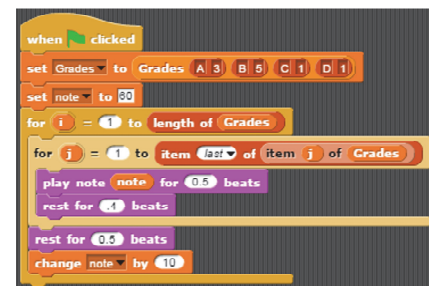 when clicked
set Grades to Grades A 3 B 5 C 1 D 1
set note to 60
for i = 1 to length of Grades
for j = 1 to item last of item j of Grades
play note note for 0.5 beats
rest for .1 beats
rest for 0.5 beats
change note by 10